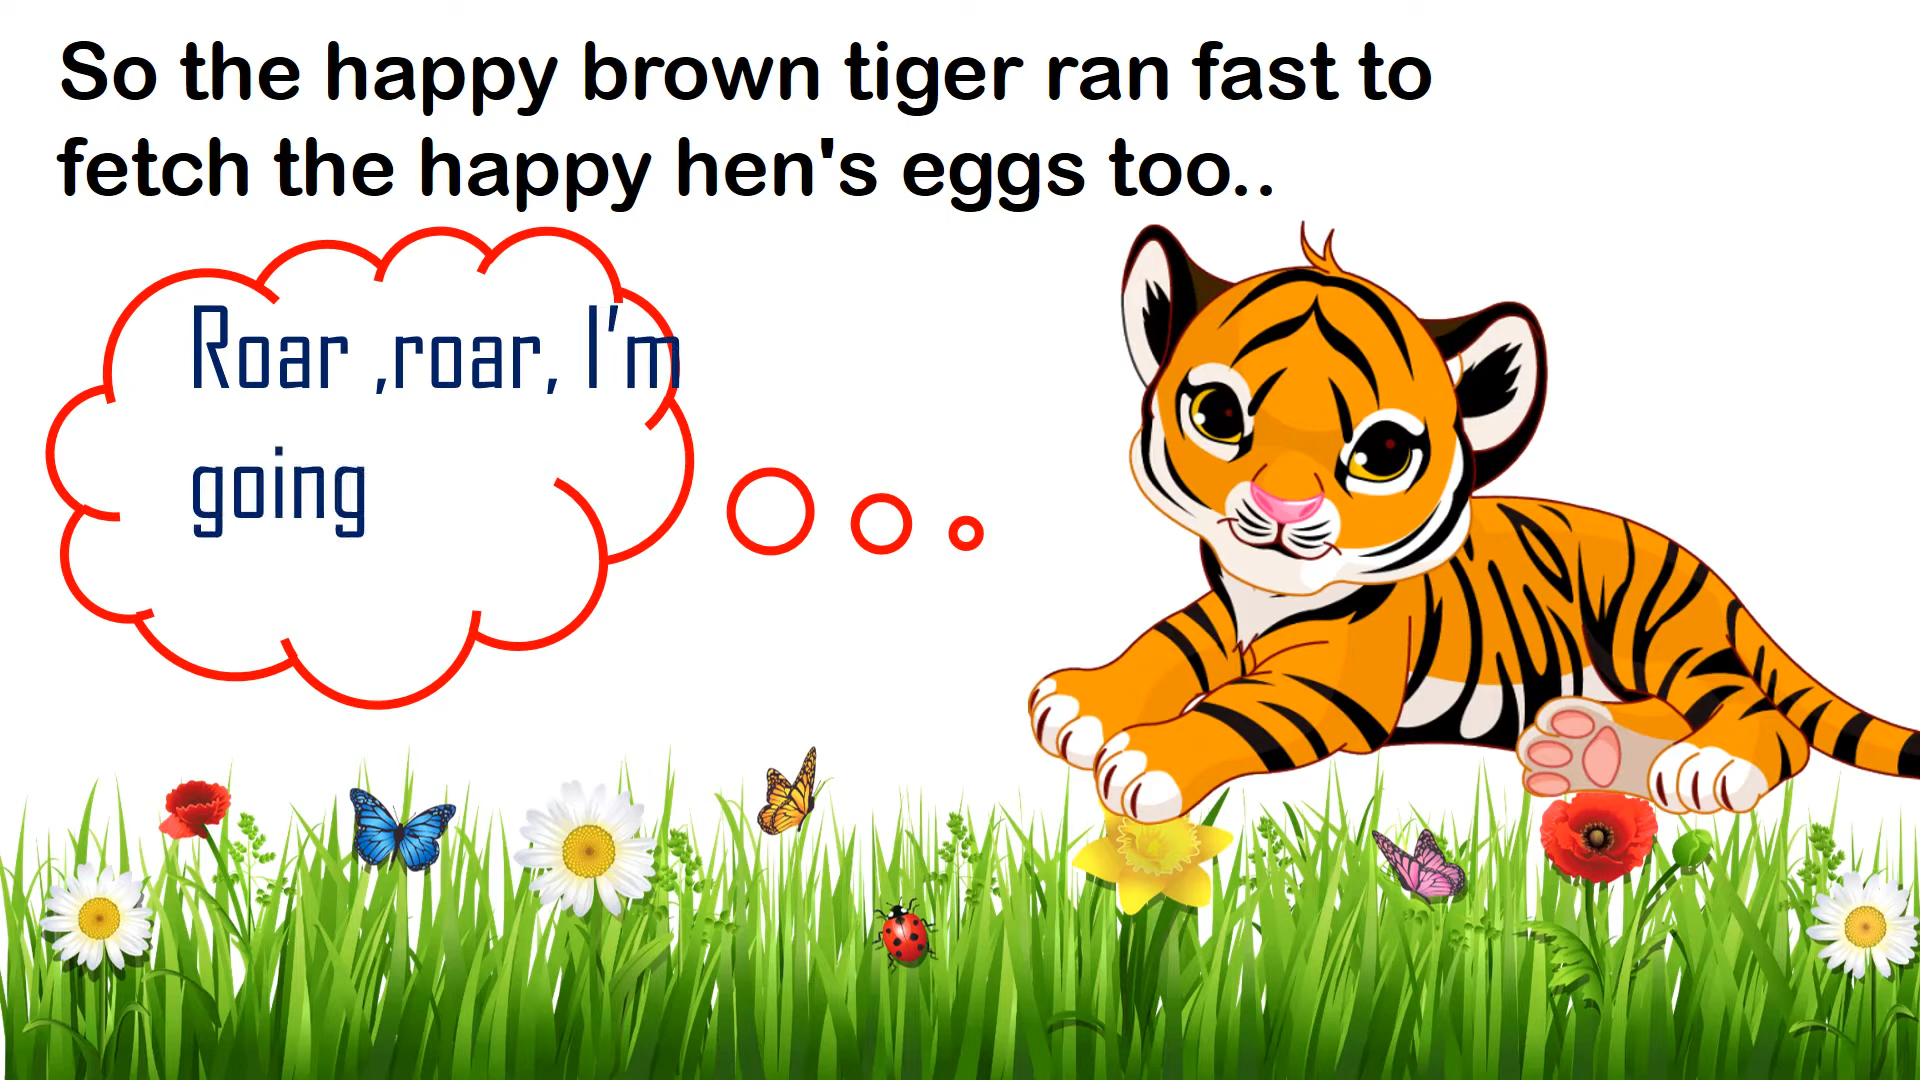 So the happy brown tiger ran fast to
fetch the happy hen's eggs too..
Roar ,roar, I'm
going